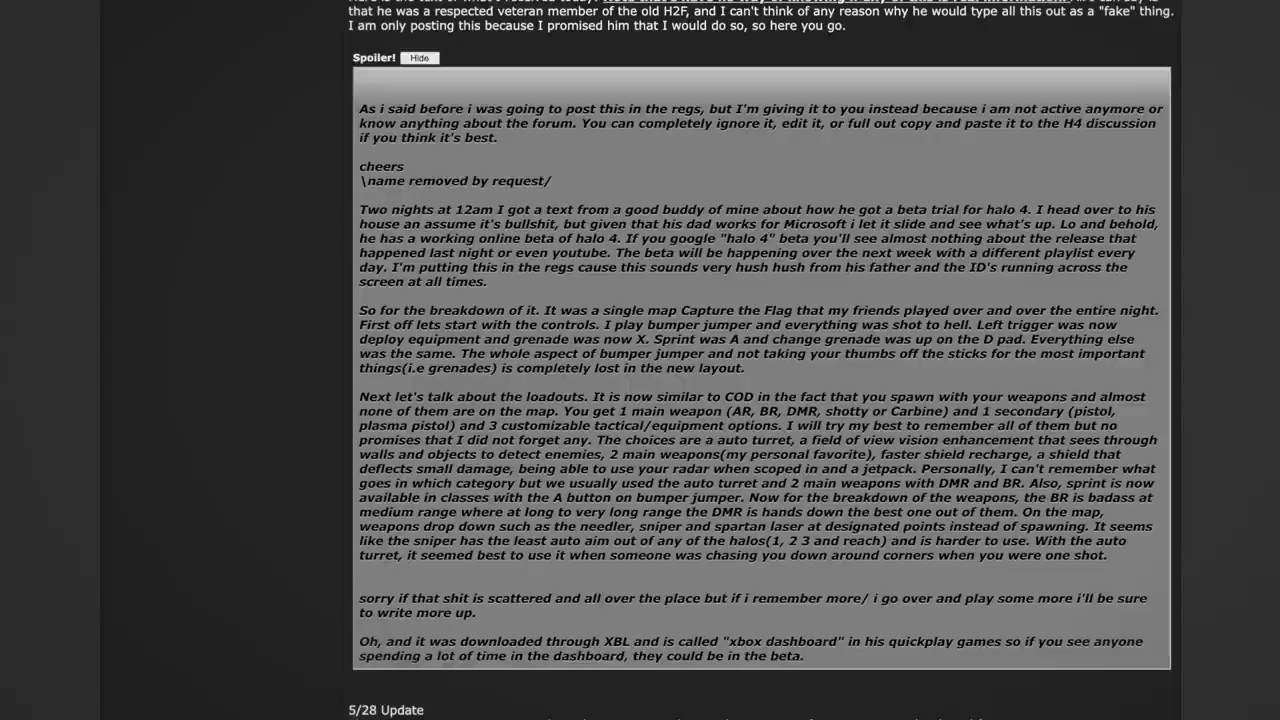 that he was a respected veteran member of the old H2F, and I can't think of any reason why he would type all this out as a "fake" thing.
I am only posting this because I promised him that I would do so, so here you go.
Spoiler! Hide
As i said before i was going to post this in the regs, but I'm giving it to you instead because i am not active anymore or
know anything about the forum. You can completely ignore it, edit it, or full out copy and paste it to the H4 discussion
if you think it's best.
cheers
\name removed by request/
Two nights at 12am I got a text from a good buddy of mine about how he got a beta trial for halo 4. I head over to his
house an assume it's bullshit, but given that his dad works for Microsoft i let it slide and see what's up. Lo and behold,
he has a working online beta of halo 4. If you google "halo 4" beta you'll see almost nothing about the release that
happened last night or even youtube. The beta will be happening over the next week with a different playlist every
day. I'm putting this in the regs cause this sounds very hush hush from his father and the ID's running across the
screen at all times.
So for the breakdown of it. It was a single map Capture the Flag that my friends played over and over the entire night.
First off lets start with the controls. I play bumper jumper and everything was shot to hell. Left trigger was now
deploy equipment and grenade was now X. Sprint was A and change grenade was up on the D pad. Everything else
was the same. The whole aspect of bumper jumper and not taking your thumbs off the sticks for the most important
things(i.e grenades) is completely lost in the new layout.
Next let's talk about the loadouts. It is now similar to COD in the fact that you spawn with your weapons and almost
none of them are on the map. You get 1 main weapon (AR, BR, DMR, shotty or Carbine) and 1 secondary (pistol,
plasma pistol) and 3 customizable tactical/equipment options. I will try my best to remember all of them but no
promises that I did not forget any. The choices are a auto turret, a field of view vision enhancement that sees through
walls and objects to detect enemies, 2 main weapons(my personal favorite), faster shield recharge, a shield that
deflects small damage, being able to use your radar when scoped in and a jetpack. Personally, I can't remember what
goes in which category but we usually used the auto turret and 2 main weapons with DMR and BR. Also, sprint is now
available in classes with the A button on bumper jumper. Now for the breakdown of the weapons, the BR is badass at
medium range where at long to very long range the DMR is hands down the best one out of them. On the map,
weapons drop down such as the needler, sniper and spartan laser at designated points instead of spawning. It seems
like the sniper has the least auto aim out of any of the halos(1, 2 3 and reach) and is harder to use. With the auto
turret, it seemed best to use it when someone was chasing you down around corners when you were one shot.
sorry if that shit is scattered and all over the place but if i remember more/ i go over and play some more i'll be sure
to write more up.
Oh, and it was downloaded through XBL and is called "xbox dashboard" in his quickplay games so if you see anyone
spending a lot of time in the dashboard, they could be in the beta.
5/28 Update